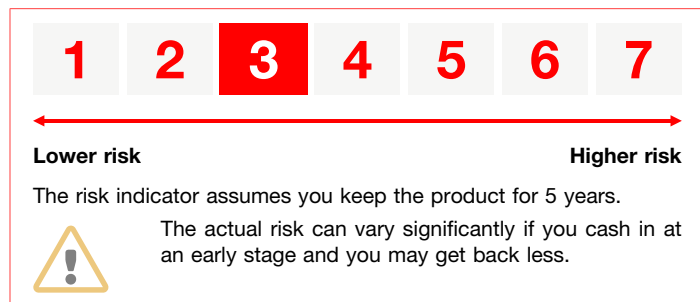 1 2 3 4 5 6 7
Lower risk Higher risk
The risk indicator assumes you keep the product for 5 years.
The actual risk can vary significantly if you cash in at
an early stage and you may get back less.